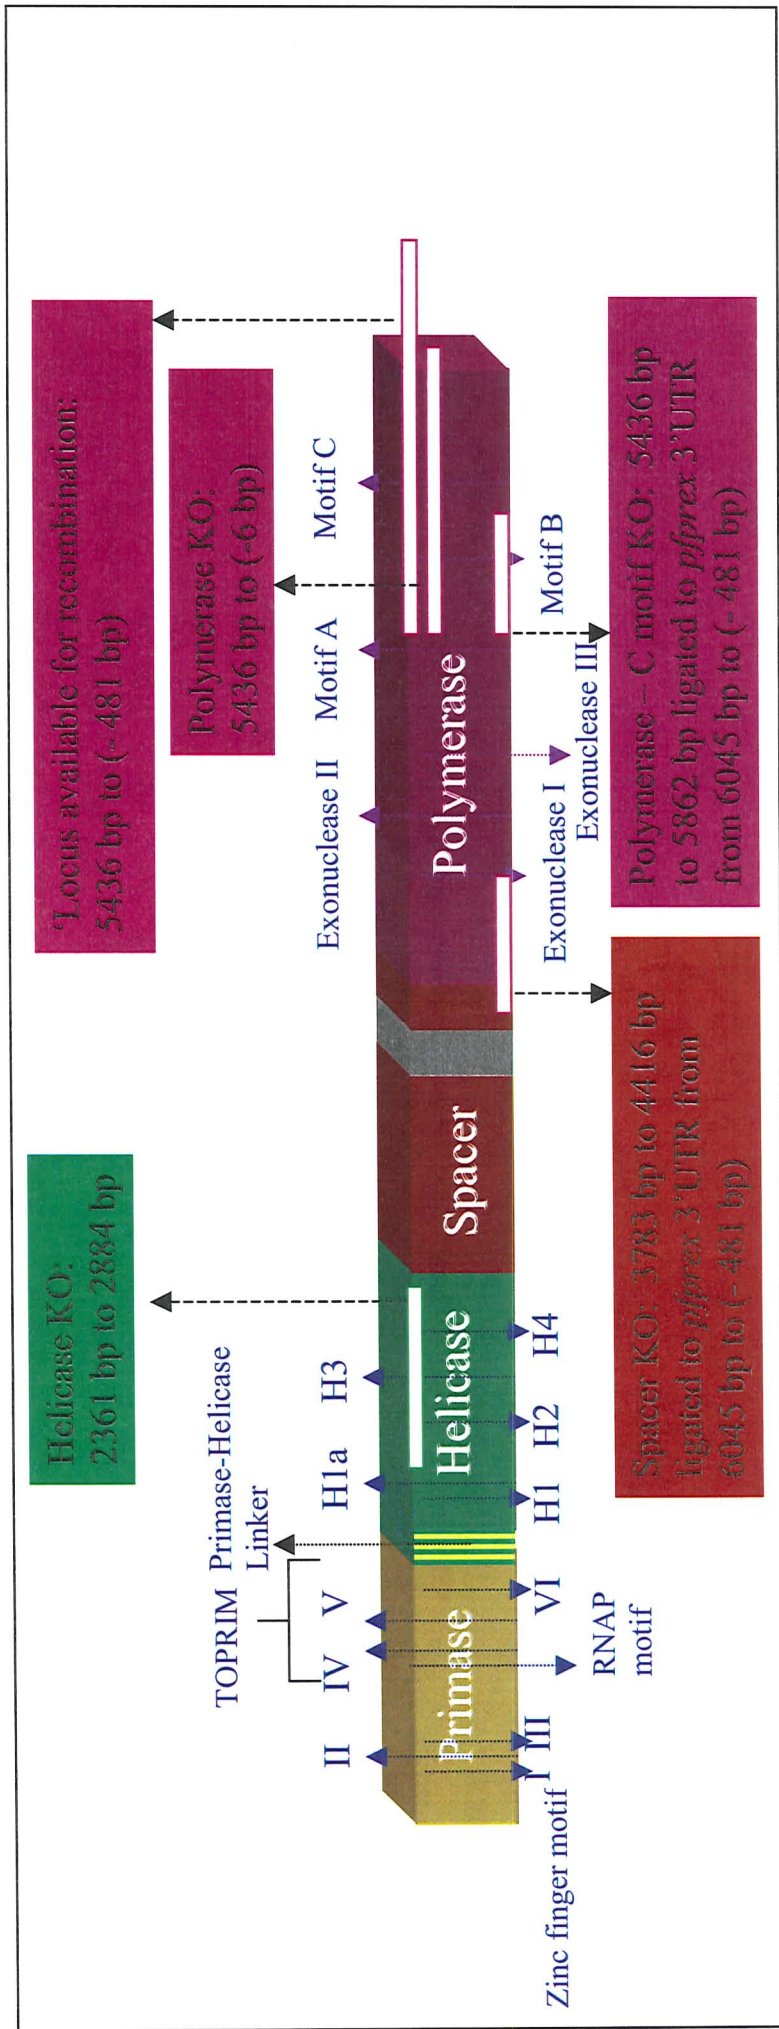 Helicase KO:
2361 bp to 2884 bp
'Locus available for recombination:
5436 bp to (~481 bp)
Polymerase KO:
5436 bp to (-6 bp)
TOPRIM
Primase-Helicase
Linker
II
IV
V
H1a
H3
Exonuclease II
Motif A
Motif C
Primase
Helicase
Spacer
Polymerase
Zinc finger motif
I
III
RNAP
motif
VI
H1
H2
H4
Exonuclease I
Exonuclease III
Motif B
Spacer KO: 3783 bp to 4416 bp
ligated to pfprex 3'UTR from
6045 bp to (~481 bp)
Polymerase – C motif KO: 5436 bp
to 5862 bp ligated to pfprex 3'UTR
from 6045 bp to (~481 bp)